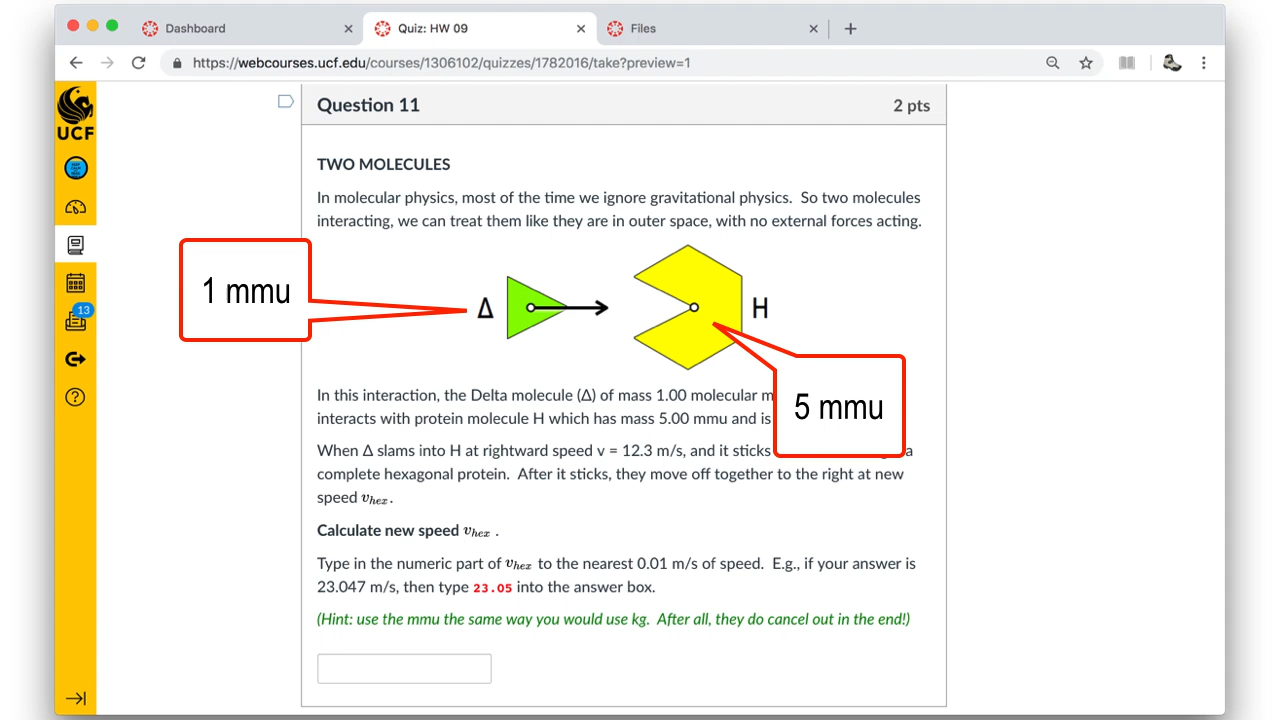 Dashboard
Quiz: HW 09
Files
https://webcourses.ufc.edu/courses/1306102/quizzes/1782016/take?preview=1
UCF
13
Question 11
2 pts
TWO MOLECULES
In molecular physics, most of the time we ignore gravitational physics. So two molecules
interacting, we can treat them like they are in outer space, with no external forces acting.
1 mmu
Δ
H
5 mmu
In this interaction, the Delta molecule (Δ) of mass 1.00 molecular
interacts with protein molecule H which has mass 5.00 mmu and is
When Δ slams into H at rightward speed v = 12.3 m/s, and it sticks a
complete hexagonal protein. After it sticks, they move off together to the right at new
speed vhex.
Calculate new speed vhex .
Type in the numeric part of vhex to the nearest 0.01 m/s of speed. E.g., if your answer is
23.047 m/s, then type 23.05 into the answer box.
(Hint: use the mmu the same way you would use kg. After all, they do cancel out in the end!)